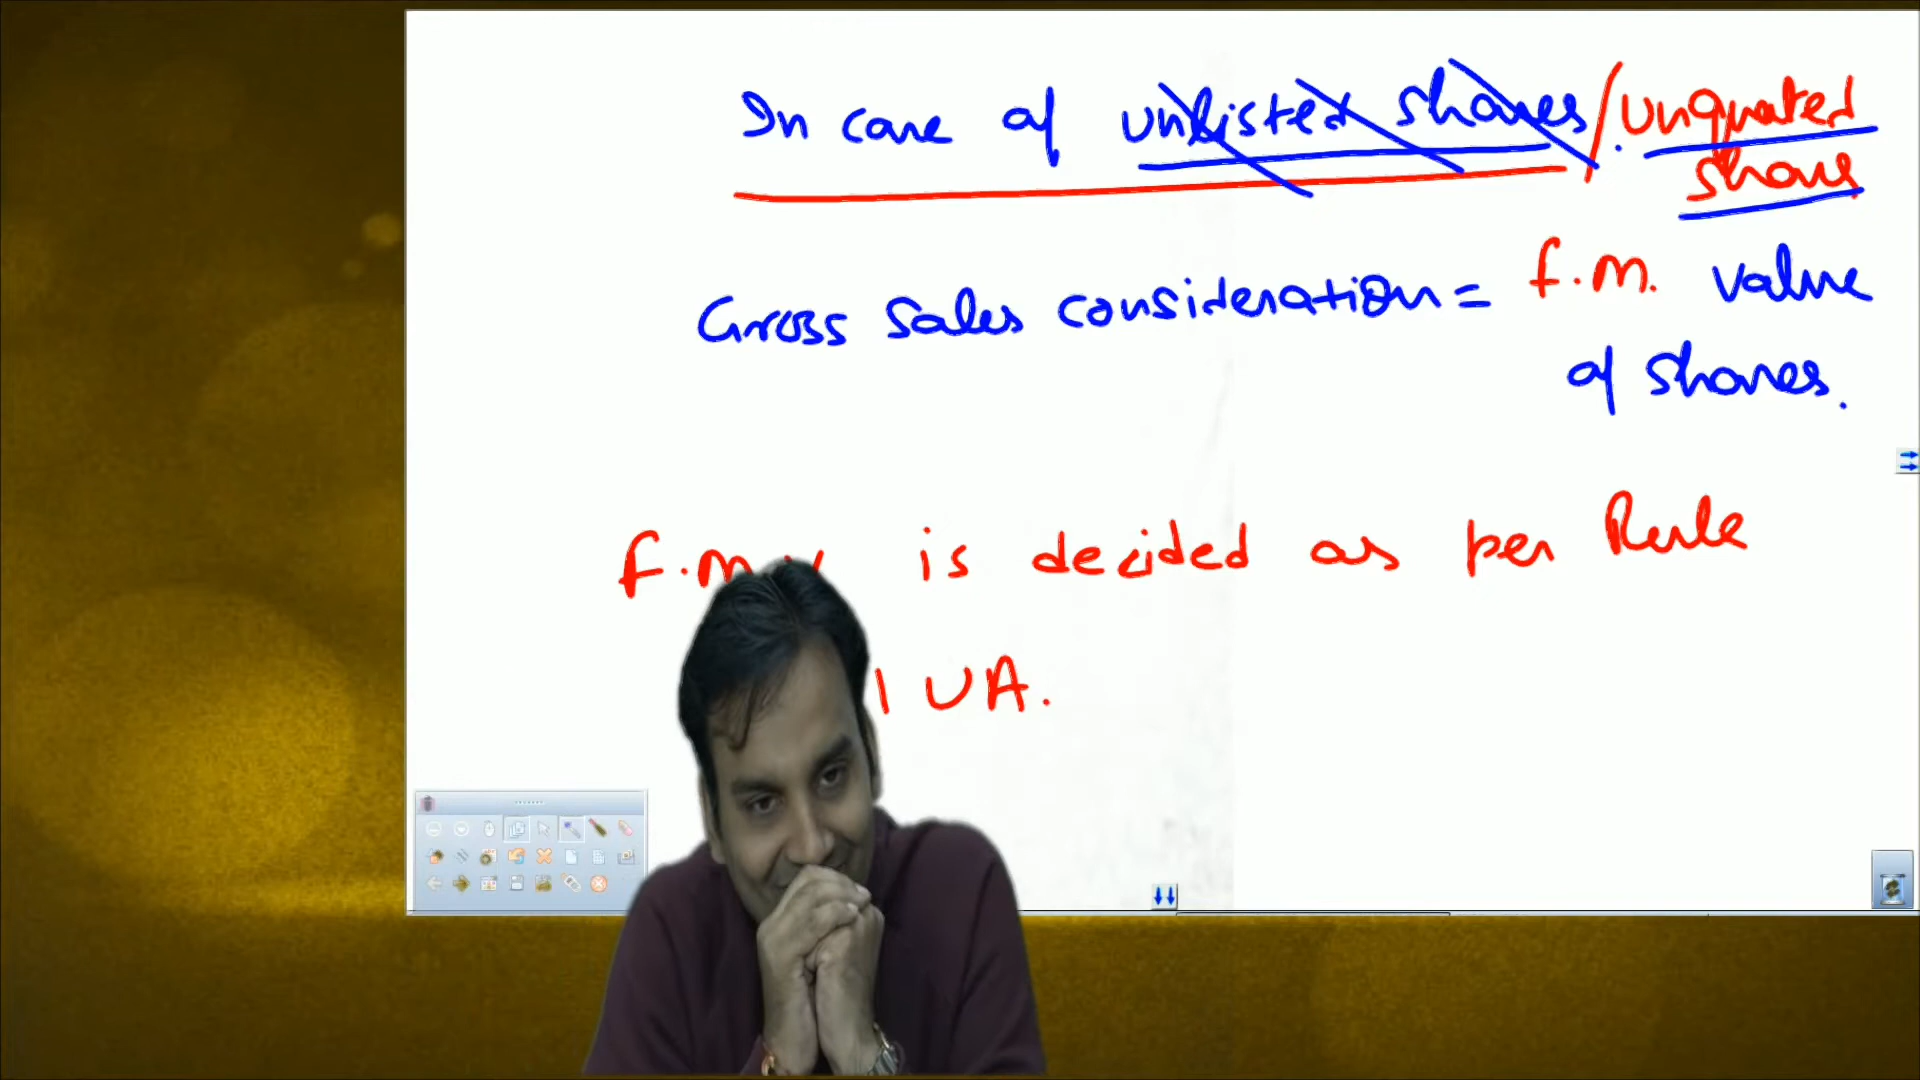 In case of unlisted shares / unquoted
shares
Gross sales consideration = F.M. value
of shares.
F.M.V is decided as per Rule
1 UA.